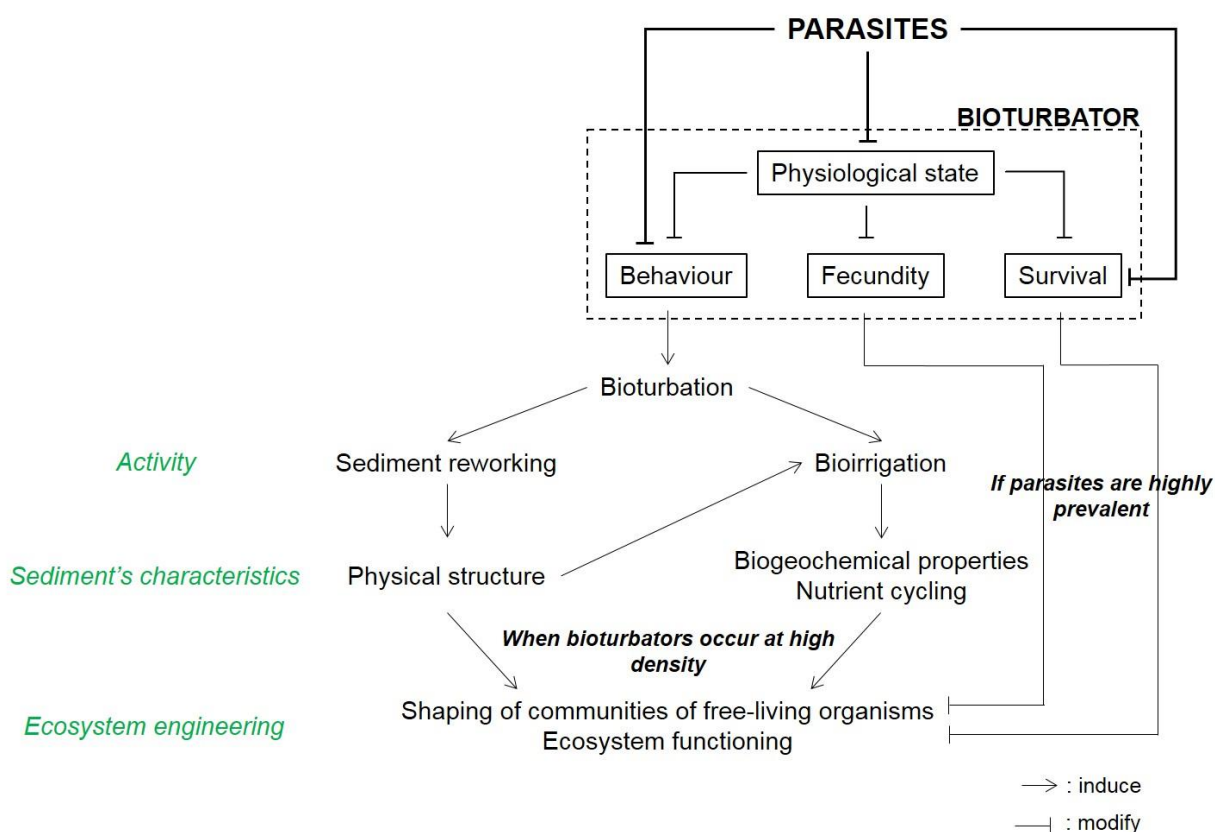 PARASITES
BIOTURBATOR
Physiological state
Behaviour
Fecundity
Survival
Bioturbation
Activity
Sediment reworking
Bioirrigation
If parasites are highly
prevalent
Sediment's characteristics
Physical structure
Biogeochemical properties
Nutrient cycling
When bioturbators occur at high
density
Ecosystem engineering
Shaping of communities of free-living organisms
Ecosystem functioning
: induce
: modify